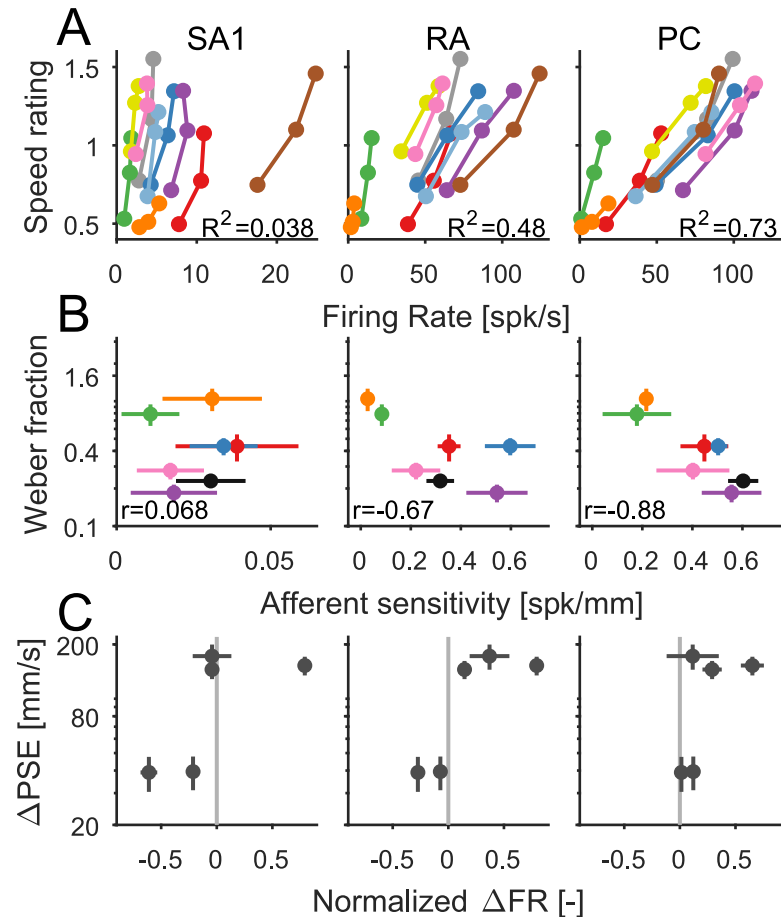 A
SA1
RA
PC
Speed rating
1.5
1
0.5
R²=0.038
R²=0.48
R²=0.73
0
10
20
0
50
100
0
50
100
Firing Rate [spk/s]
B
Weber fraction
1.6
0.4
0.1
r=0.068
r=-0.67
r=-0.88
0
0.05
0
0.2
0.4
0.6
0
0.2
0.4
0.6
Afferent sensitivity [spk/mm]
C
ΔPSE [mm/s]
200
80
20
-0.5
0
0.5
-0.5
0
0.5
-0.5
0
0.5
Normalized ΔFR [-]